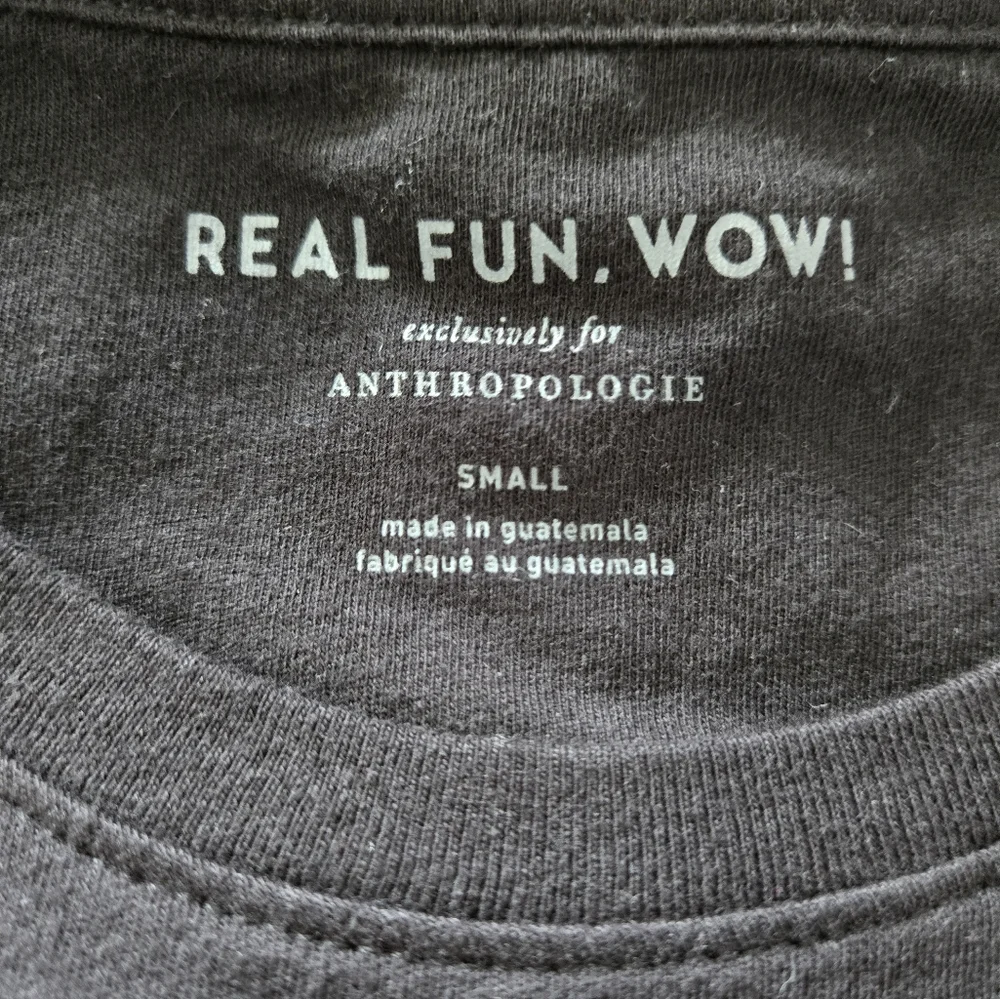 REAL FUN, WOW!
exclusively for
ANTHROPOLOGIE
SMALL
made in guatemala
fabriqué au guatemala